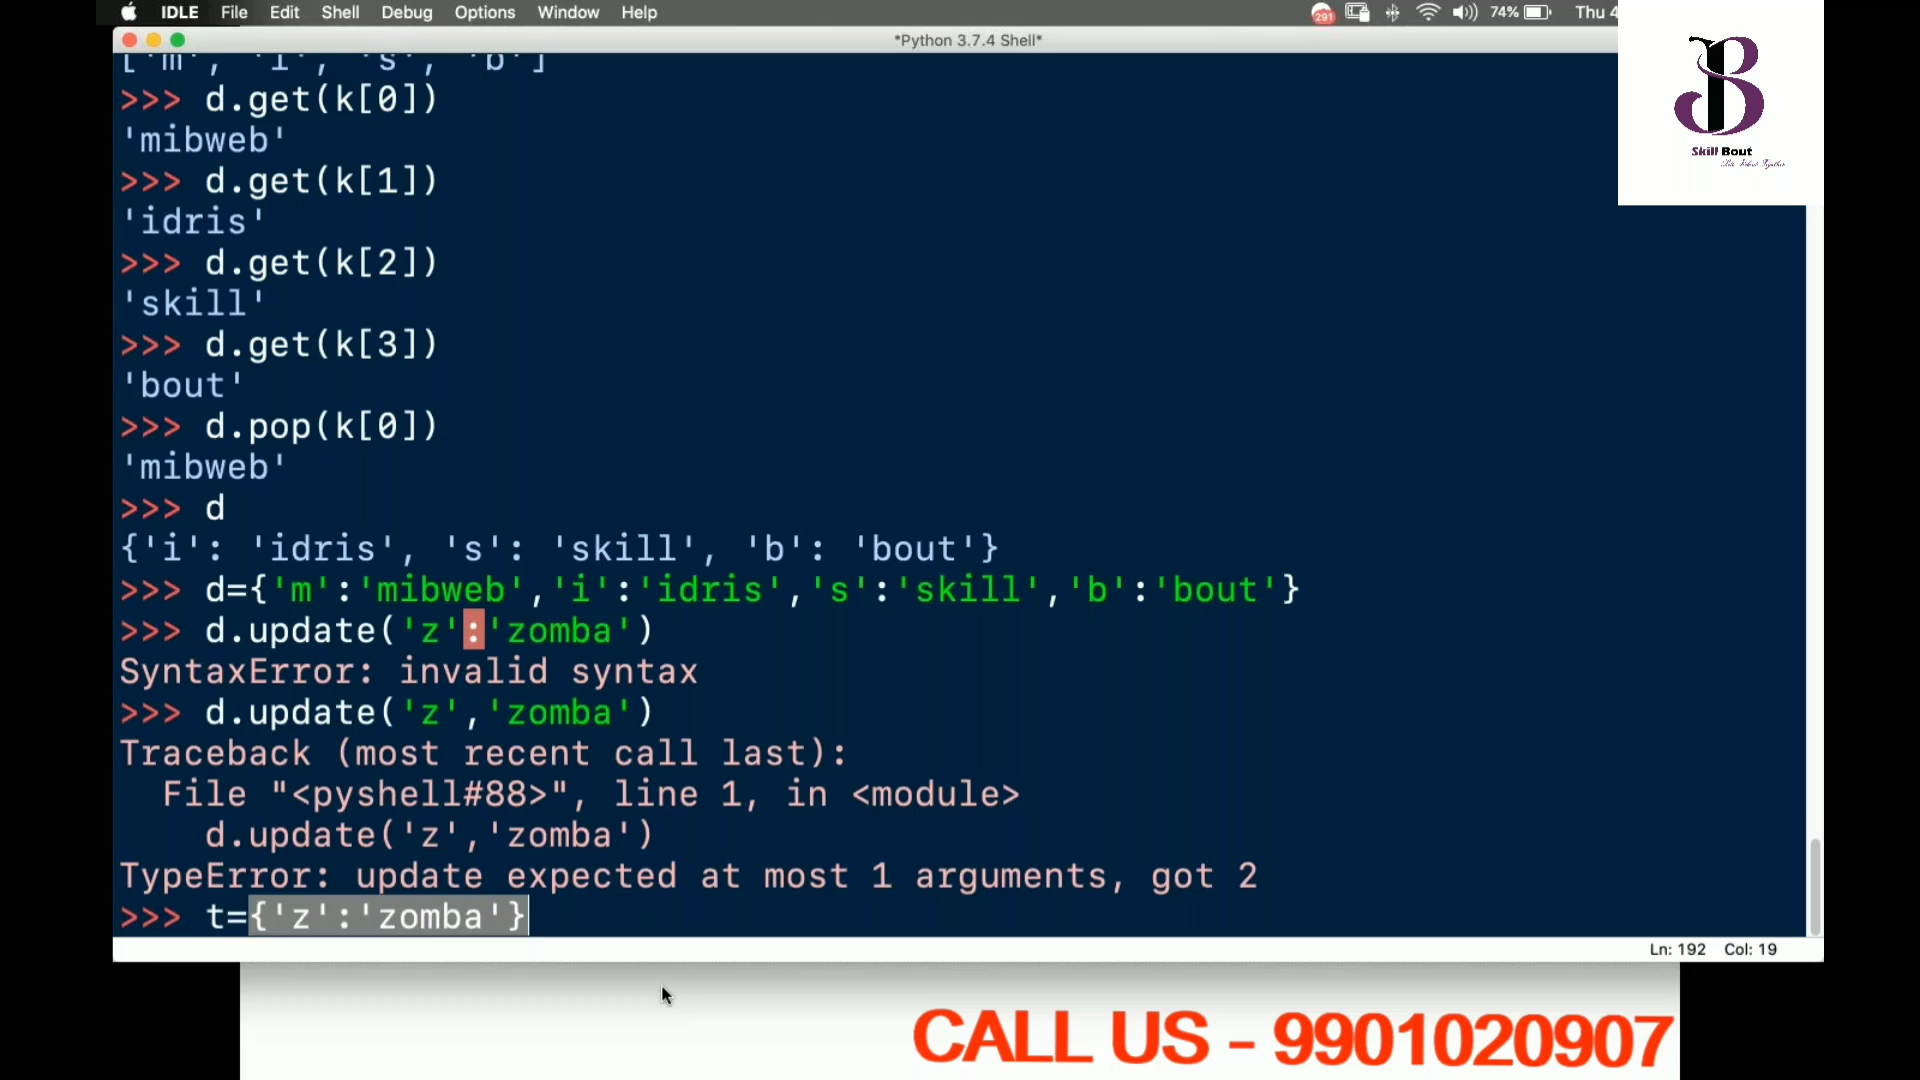 IDLE File Edit Shell Debug Options Window Help 291 74% Thu 4
*Python 3.7.4 Shell*
['m', 'i', 's', 'b']
>>> d.get(k[0])
'mibweb'
>>> d.get(k[1])
'idris'
>>> d.get(k[2])
'skill'
>>> d.get(k[3])
'bout'
>>> d.pop(k[0])
'mibweb'
>>> d
{'i': 'idris', 's': 'skill', 'b': 'bout'}
>>> d={'m':'mibweb','i':'idris','s':'skill','b':'bout'}
>>> d.update('z':'zomba')
SyntaxError: invalid syntax
>>> d.update('z','zomba')
Traceback (most recent call last):
  File "<pyshell#88>", line 1, in <module>
    d.update('z','zomba')
TypeError: update expected at most 1 arguments, got 2
>>> t={'z':'zomba'}
Ln: 192 Col: 19
Skill Bout
CALL US - 9901020907